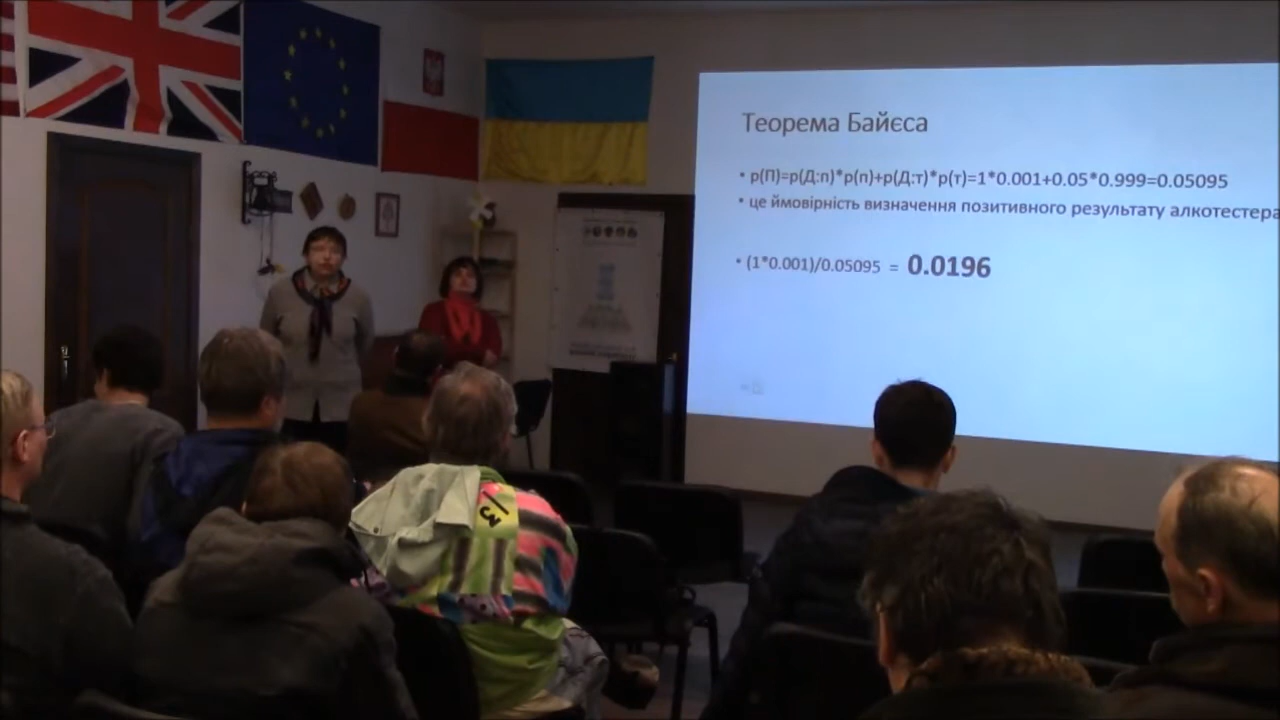 Теорема Байєса
• р(П)=р(Д:п)*р(п)+р(Д:т)*р(т)=1*0.001+0.05*0.999=0.05095
• це ймовірність визначення позитивного результату алкотестера
• (1*0.001)/0.05095 = 0.0196
13